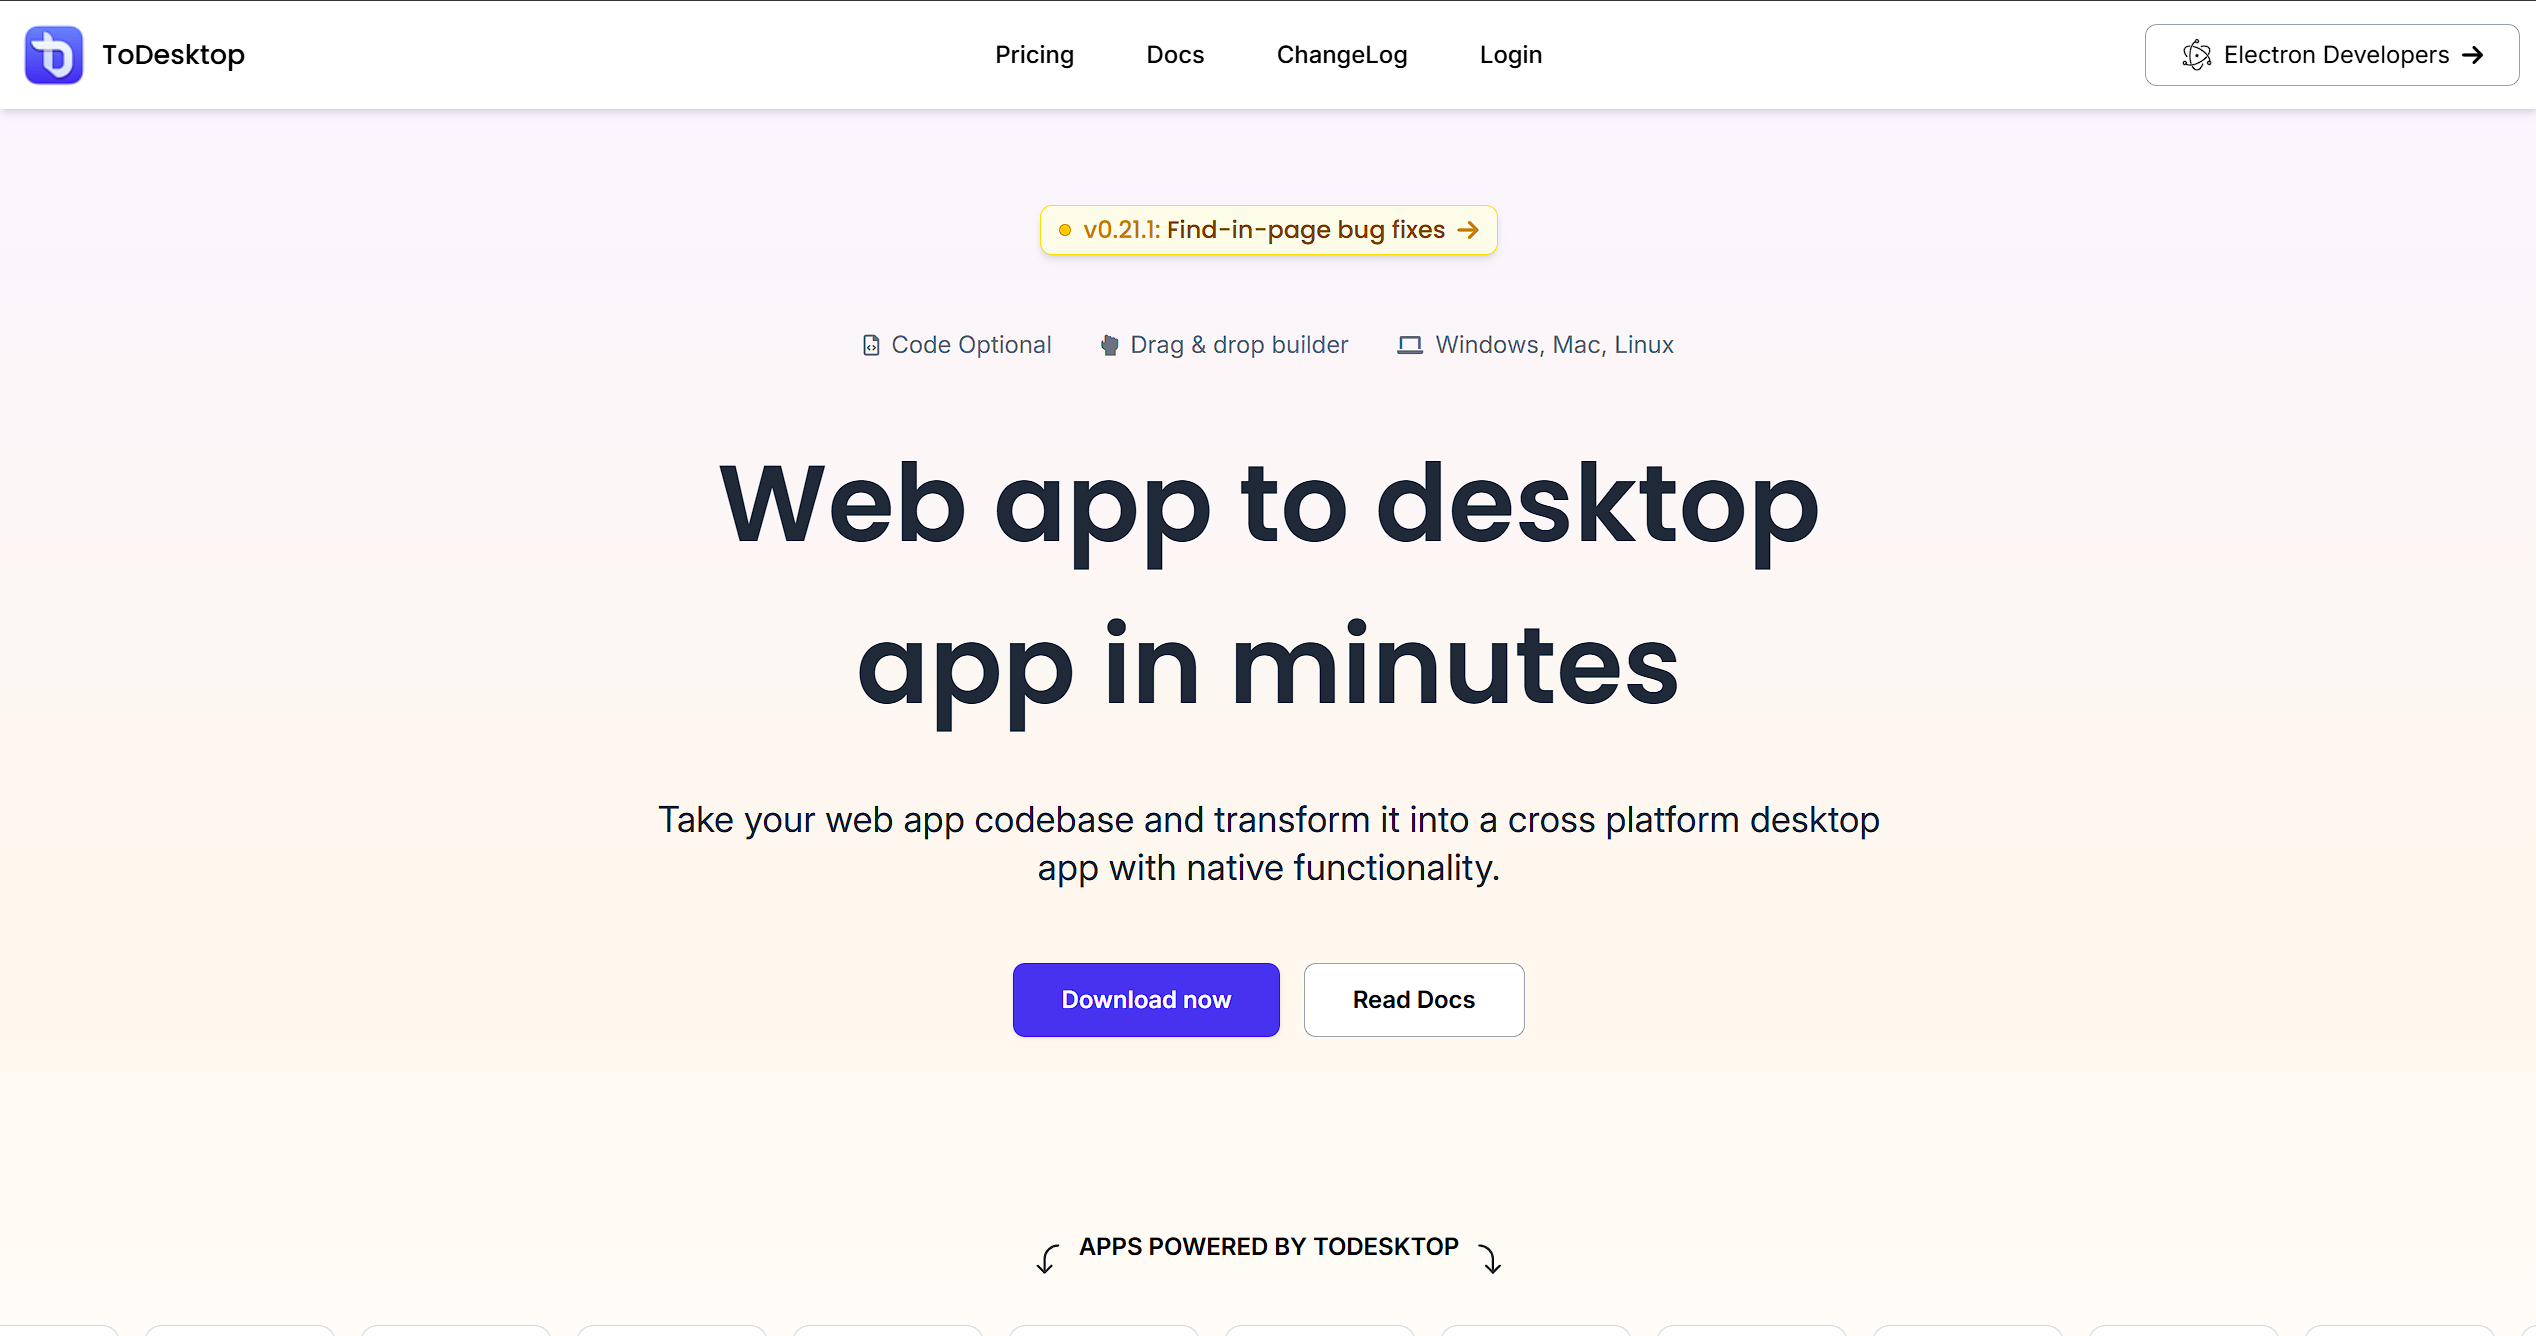 ToDesktop
Pricing
Docs
ChangeLog
Login
Electron Developers
v0.21.1: Find-in-page bug fixes
Code Optional
Drag & drop builder
Windows, Mac, Linux
Web app to desktop
app in minutes
Take your web app codebase and transform it into a cross platform desktop
app with native functionality.
Download now
Read Docs
APPS POWERED BY TODESKTOP